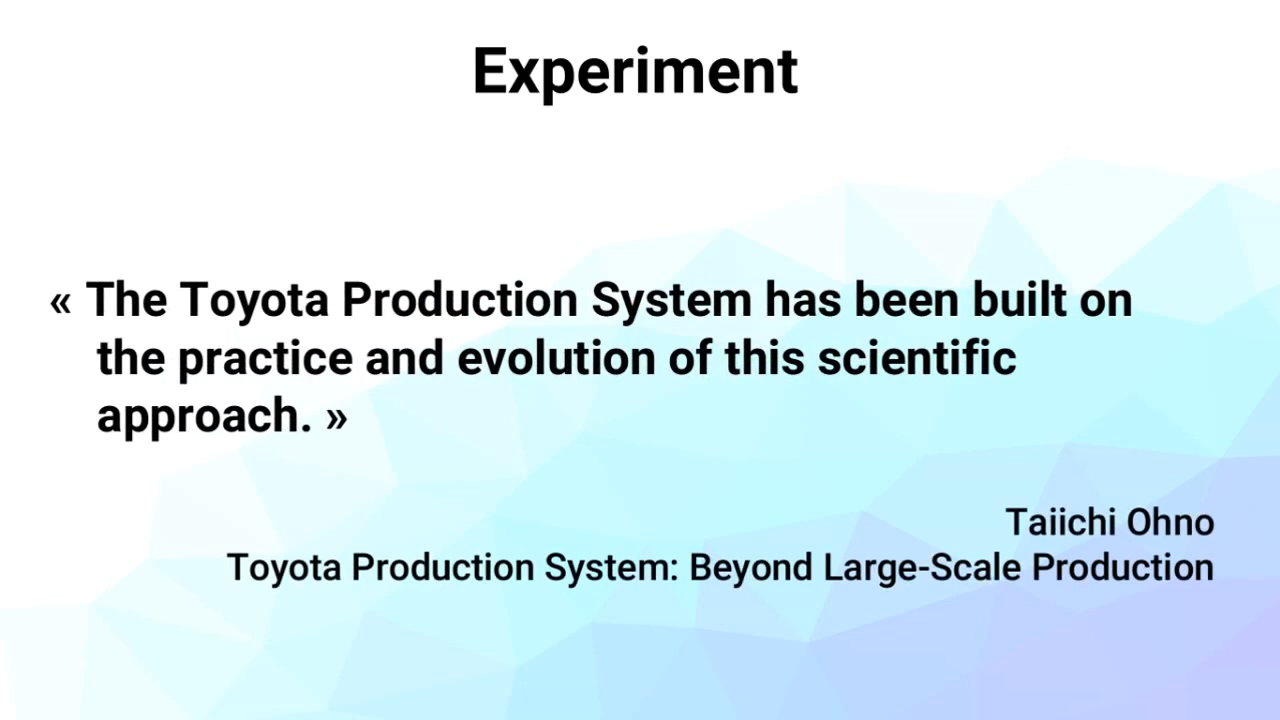 Experiment
« The Toyota Production System has been built on
the practice and evolution of this scientific
approach. »
Taiichi Ohno
Toyota Production System: Beyond Large-Scale Production